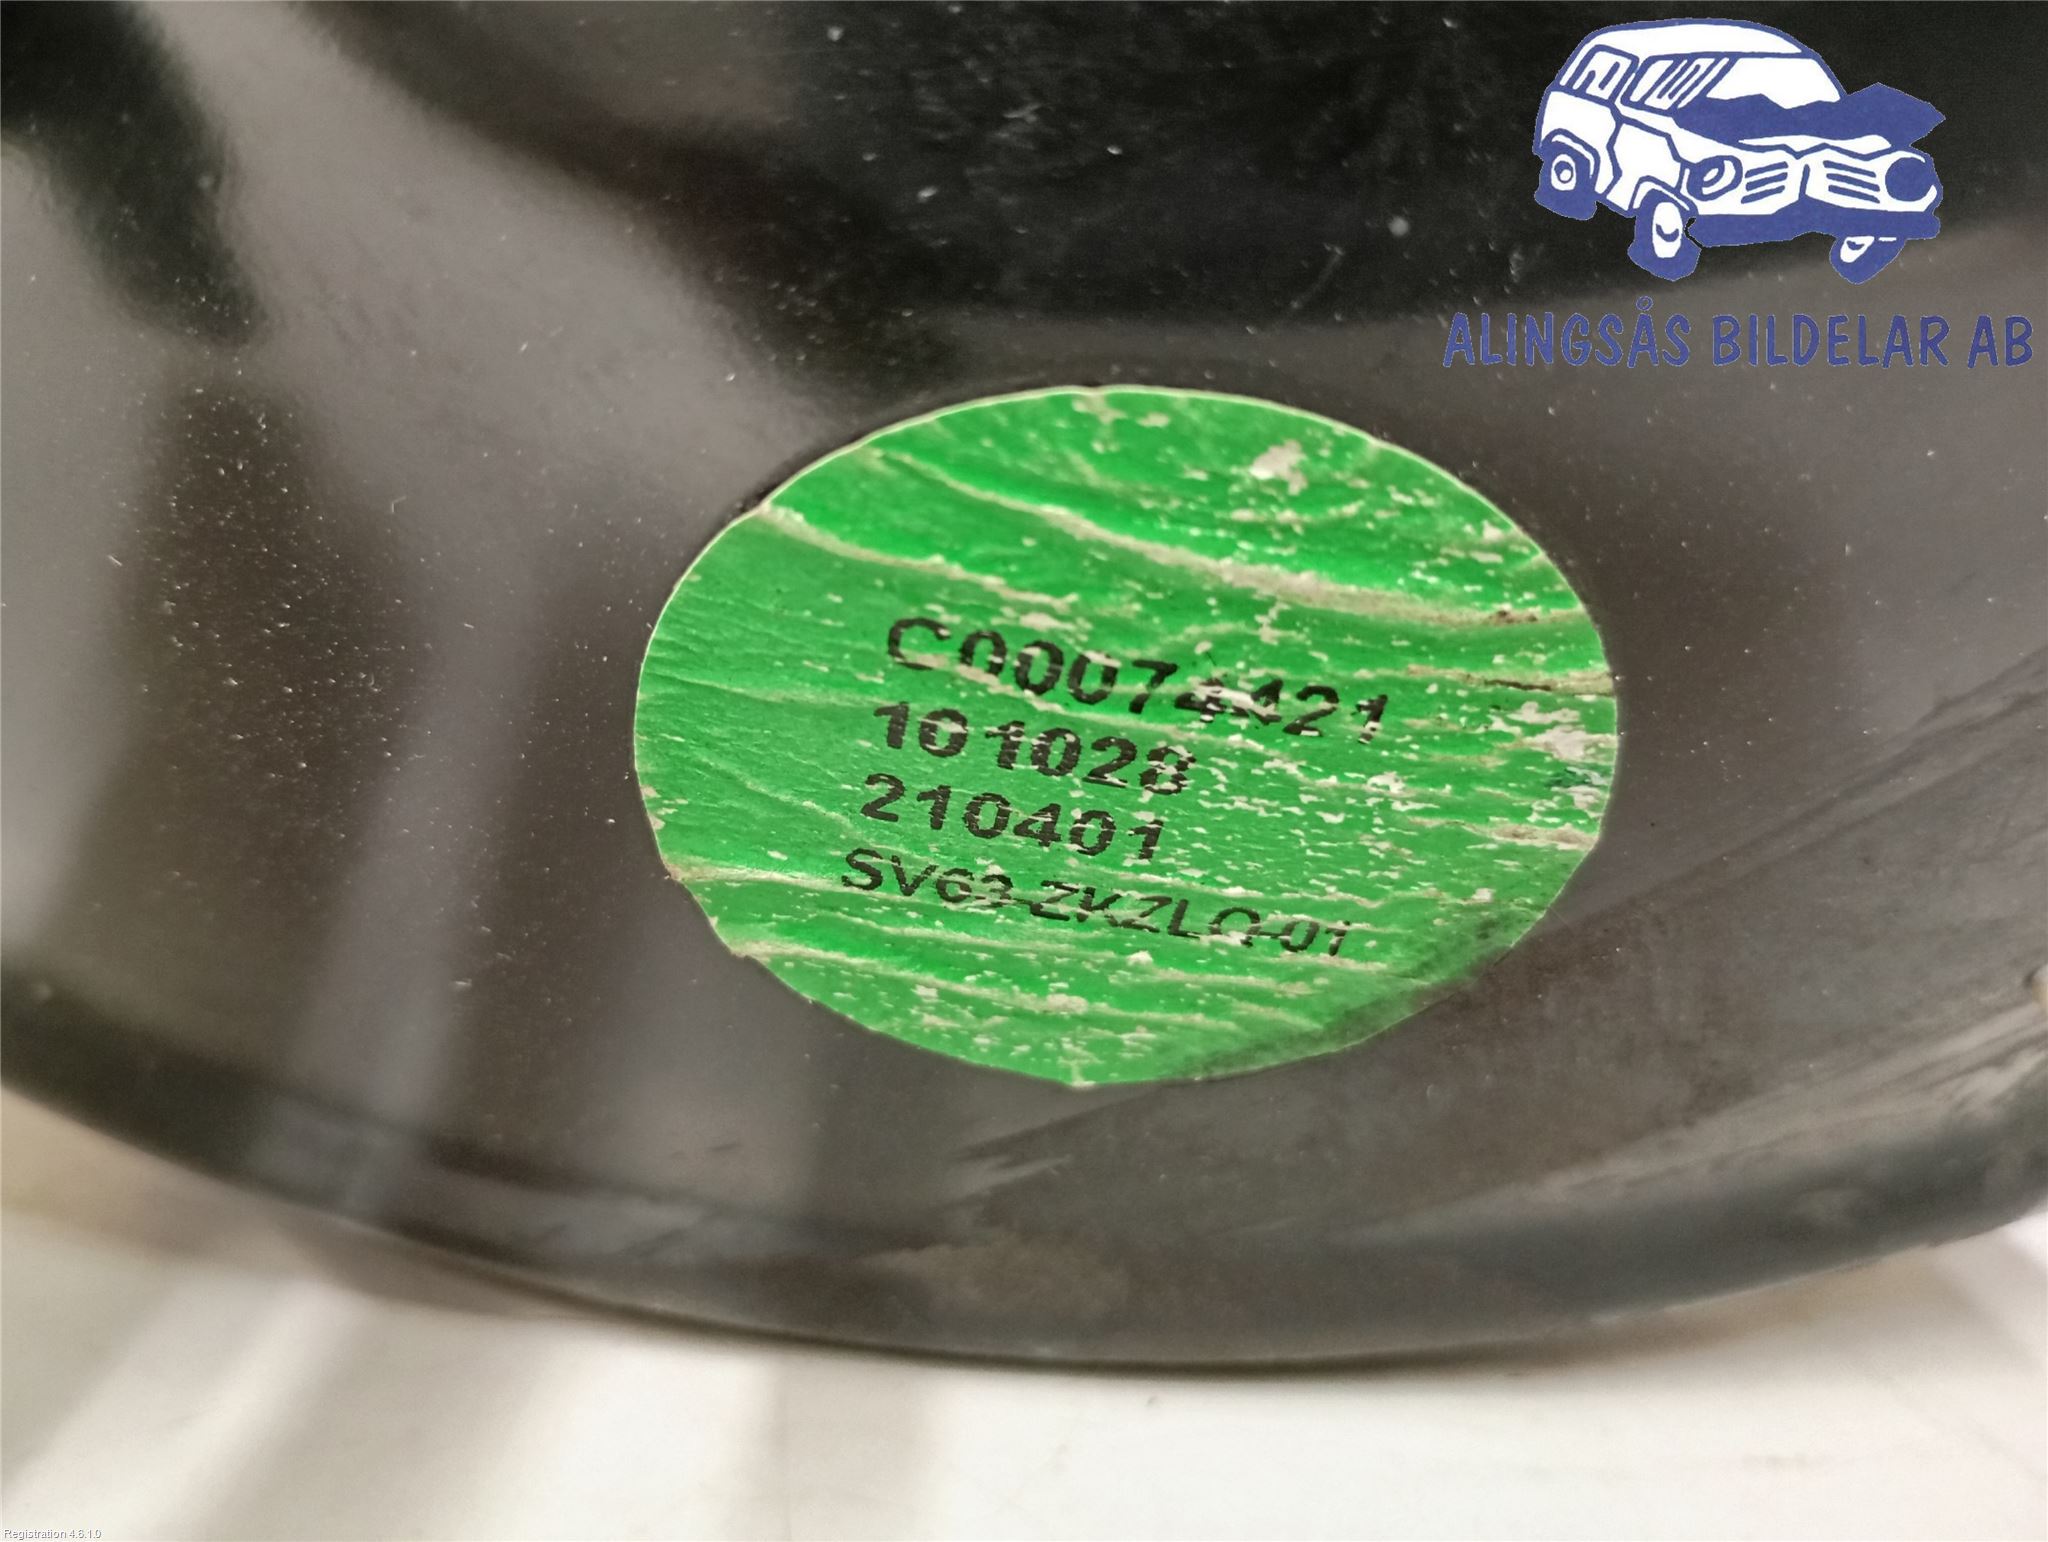 ALINGSÅS BILDELAR AB
C00074421
101028
210401
SV63-ZKZLQ-01
Registration 4.6.1.0